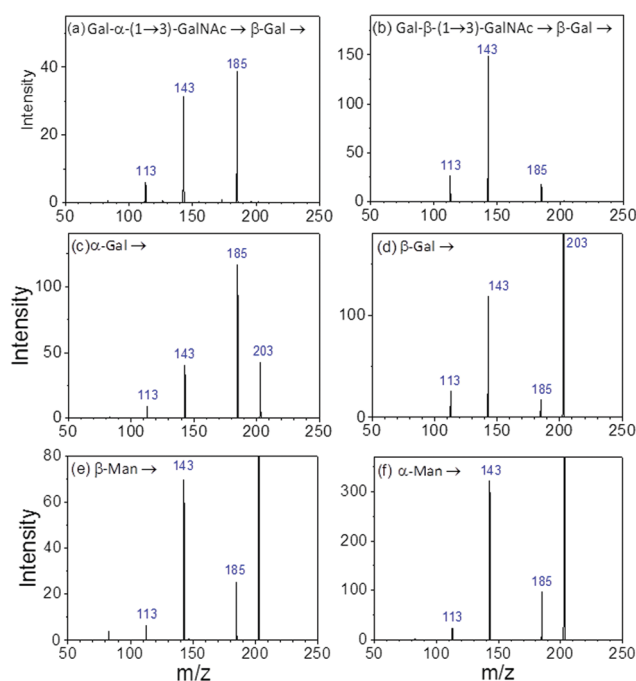 (a) Gal-α-(1→3)-GalNAc → β-Gal →
Intensity
40
20
0
113
143
185
50 100 150 200 250
(b) Gal-β-(1→3)-GalNAc → β-Gal →
150
100
50
0
113
143
185
50 100 150 200 250
(c) α-Gal →
Intensity
100
50
0
113
143
185
203
50 100 150 200 250
(d) β-Gal →
100
0
113
143
185
203
50 100 150 200 250
(e) β-Man →
Intensity
80
60
40
20
0
113
143
185
50 100 150 200 250
m/z
(f) α-Man →
300
200
100
0
113
143
185
50 100 150 200 250
m/z